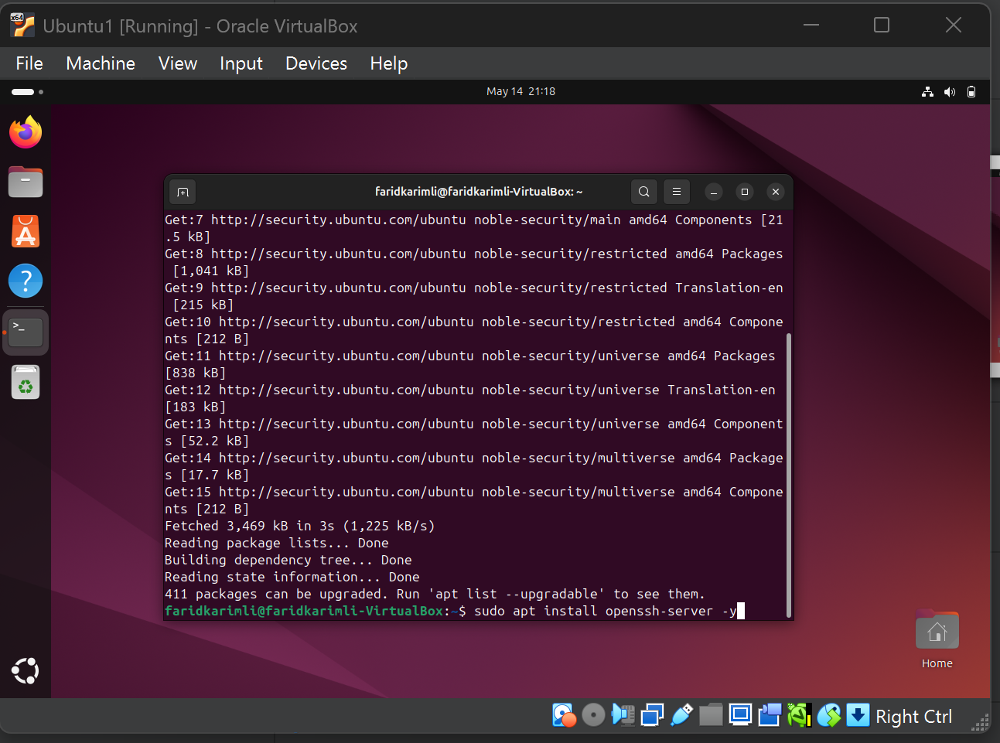 x64
Ubuntu1 [Running] - Oracle VirtualBox
File Machine View Input Devices Help
May 14 21:18
faridkarimli@faridkarimli-VirtualBox: ~
Get:7 http://security.ubuntu.com/ubuntu noble-security/main amd64 Components [21
.5 kB]
Get:8 http://security.ubuntu.com/ubuntu noble-security/restricted amd64 Packages
[1,041 kB]
Get:9 http://security.ubuntu.com/ubuntu noble-security/restricted Translation-en
[215 kB]
Get:10 http://security.ubuntu.com/ubuntu noble-security/restricted amd64 Compone
nts [212 B]
Get:11 http://security.ubuntu.com/ubuntu noble-security/universe amd64 Packages
[838 kB]
Get:12 http://security.ubuntu.com/ubuntu noble-security/universe Translation-en
[183 kB]
Get:13 http://security.ubuntu.com/ubuntu noble-security/universe amd64 Component
s [52.2 kB]
Get:14 http://security.ubuntu.com/ubuntu noble-security/multiverse amd64 Package
s [17.7 kB]
Get:15 http://security.ubuntu.com/ubuntu noble-security/multiverse amd64 Compone
nts [212 B]
Fetched 3,469 kB in 3s (1,225 kB/s)
Reading package lists... Done
Building dependency tree... Done
Reading state information... Done
411 packages can be upgraded. Run 'apt list --upgradable' to see them.
faridkarimli@faridkarimli-VirtualBox:~$ sudo apt install openssh-server -y
Home
Right Ctrl